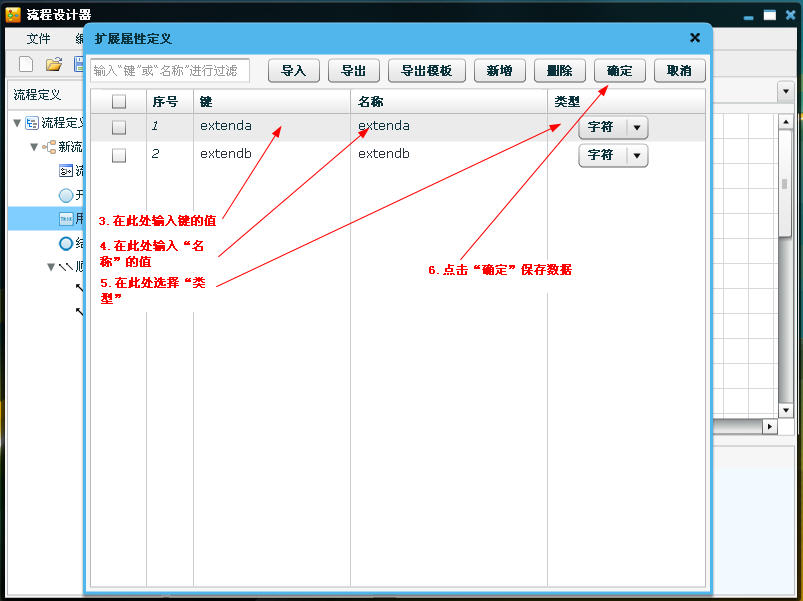 流程设计器
文件
扩展属性定义
输入“键”或“名称”进行过滤
导入
导出
导出模板
新增
删除
确定
取消
流程定义
序号 键 名称 类型
1 extenda extenda 字符
2 extendb extendb 字符
流程定义
新流
流
开
用
结
顺
3.在此处输入键的值
4.在此处输入“名
称”的值
5.在此处选择“类
型”
6.点击“确定”保存数据